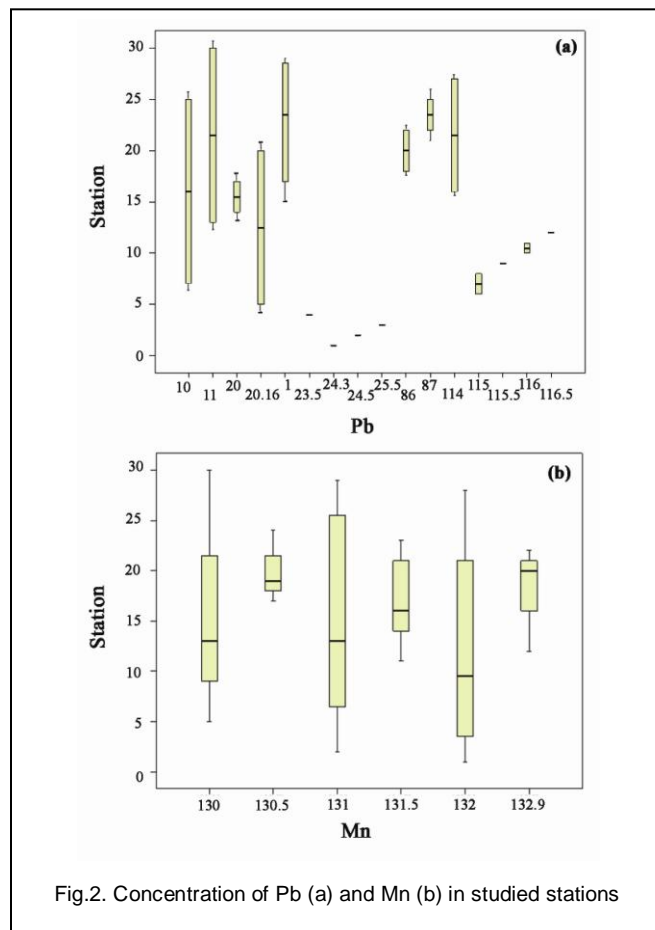 (a)
30
25
20
15
10
5
0
Station
10 11 20 20.16 1 23.5 24.3 24.5 25.5 86 87 114 115 115.5 116 116.5
Pb
(b)
30
25
20
15
10
5
0
Station
130 130.5 131 131.5 132 132.9
Mn
Fig.2. Concentration of Pb (a) and Mn (b) in studied stations